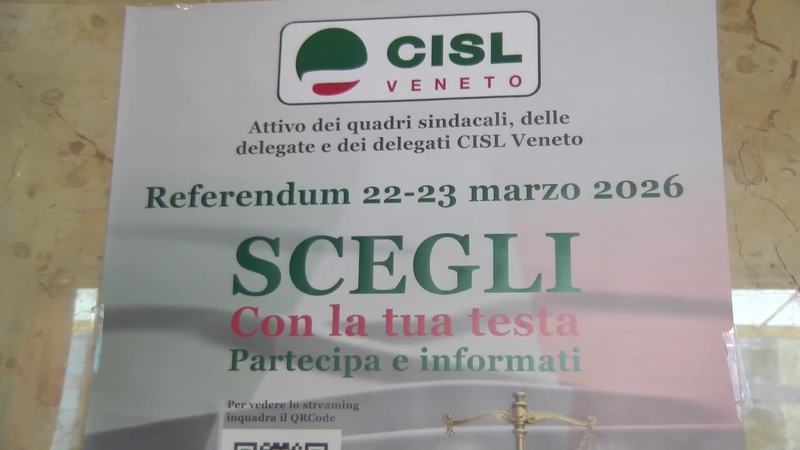 CISL
VENETO
Attivo dei quadri sindacali, delle
delegate e dei delegati CISL Veneto
Referendum 22-23 marzo 2026
SCEGLI
Con la tua testa
Partecipa e informati
Per vedere lo streaming
inquadra il QRCode